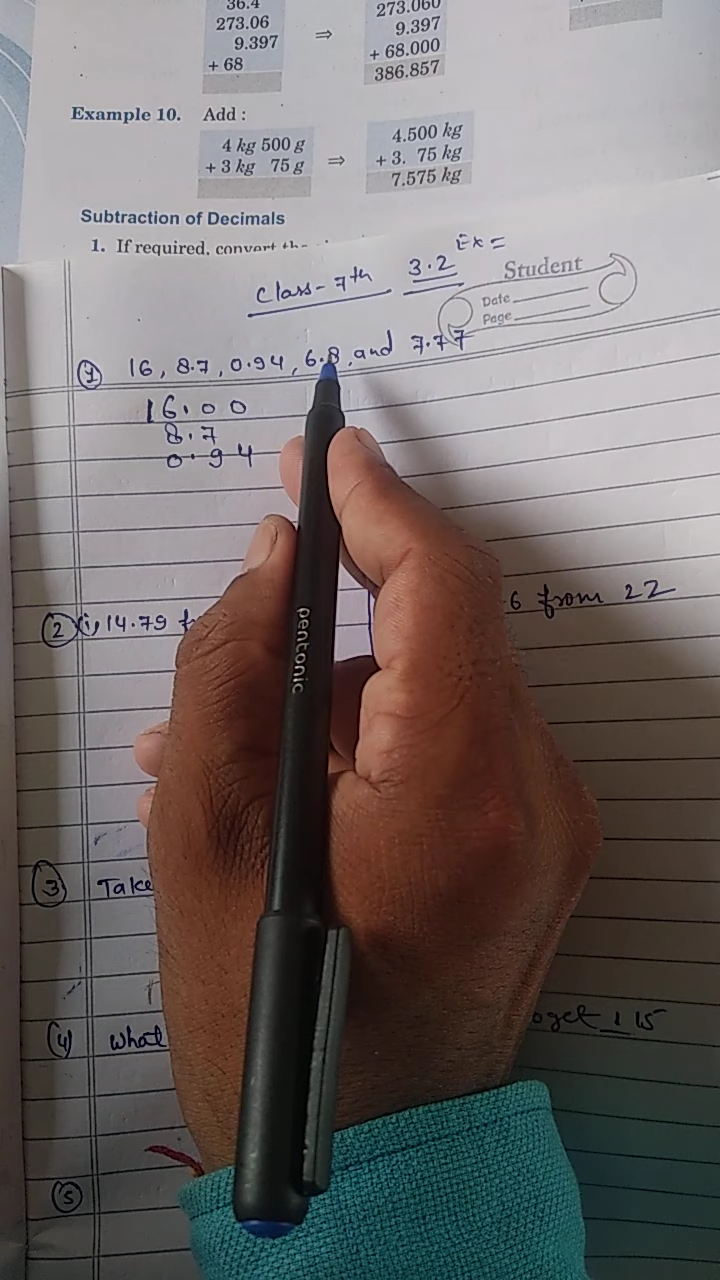 36.4
273.06
9.397
+ 68
⇒
273.060
9.397
+ 68.000
386.857
Example 10. Add :
4 kg 500 g
+ 3 kg 75 g
⇒
4.500 kg
+ 3. 75 kg
7.575 kg
Subtraction of Decimals
1. If required, convert the
Class - 7th 3.2 Ex =
Student
Date
Page
① 16, 8.7, 0.94, 6.8, and 7.77
16.00
8.7
0.94
② (i) 14.79
6 from 22
③ Take
(4) What
115
⑤
pentonic